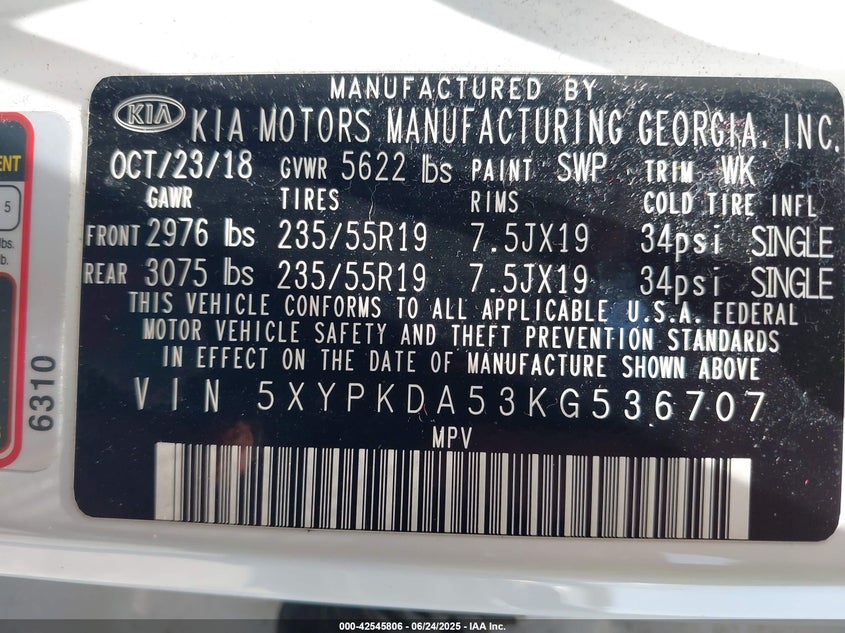 MANUFACTURED BY
KIA KIA MOTORS MANUFACTURING GEORGIA, INC.
OCT/23/18 GVWR 5622 lbs PAINT SWP TRIM WK
GAWR TIRES RIMS COLD TIRE INFL
FRONT 2976 lbs 235/55R19 7.5JX19 34psi SINGLE
REAR 3075 lbs 235/55R19 7.5JX19 34psi SINGLE
THIS VEHICLE CONFORMS TO ALL APPLICABLE U.S.A. FEDERAL
MOTOR VEHICLE SAFETY AND THEFT PREVENTION STANDARDS
IN EFFECT ON THE DATE OF MANUFACTURE SHOWN ABOVE
VIN 5XYPKDA53KG536707
MPV
ENT
5
lbs.
b.
6310
000-42545806 - 06/24/2025 - IAA Inc.